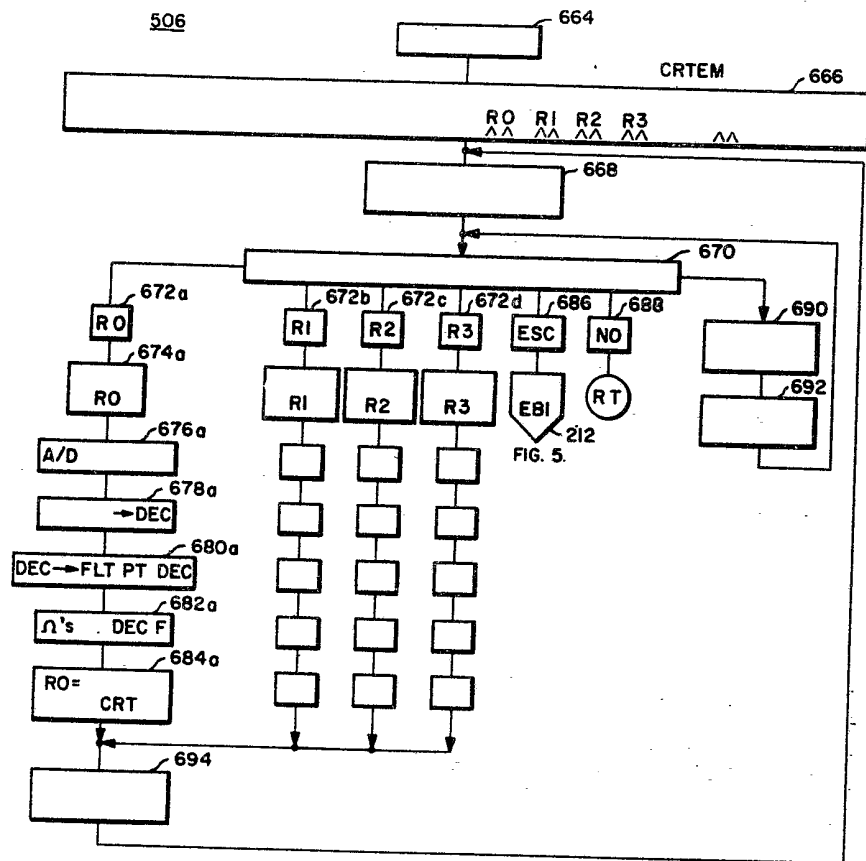 506
664
CRTEM
666
R0 R1 R2 R3
^^ ^^ ^^ ^^ ^^
668
670
672a
672b
672c
672d
686
688
690
R0
R1
R2
R3
ESC
NO
674a
R0
R1
R2
R3
EBI
RT
692
212
FIG. 5.
676a
A/D
678a
→DEC
680a
DEC→FLT PT DEC
682a
Ω's DEC F
684a
R0=
CRT
694